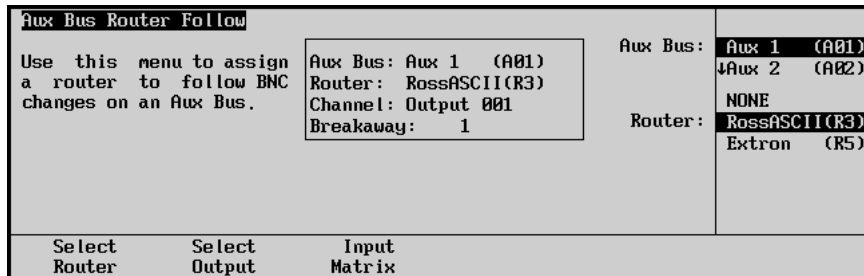 Aux Bus Router Follow
Use this menu to assign
a router to follow BNC
changes on an Aux Bus.
Aux Bus: Aux 1 (A01)
Router: RossASCII(R3)
Channel: Output 001
Breakaway: 1
Aux Bus:
Aux 1 (A01)
↓Aux 2 (A02)
Router:
NONE
RossASCII(R3)
Extron (R5)
Select Router
Select Output
Input Matrix